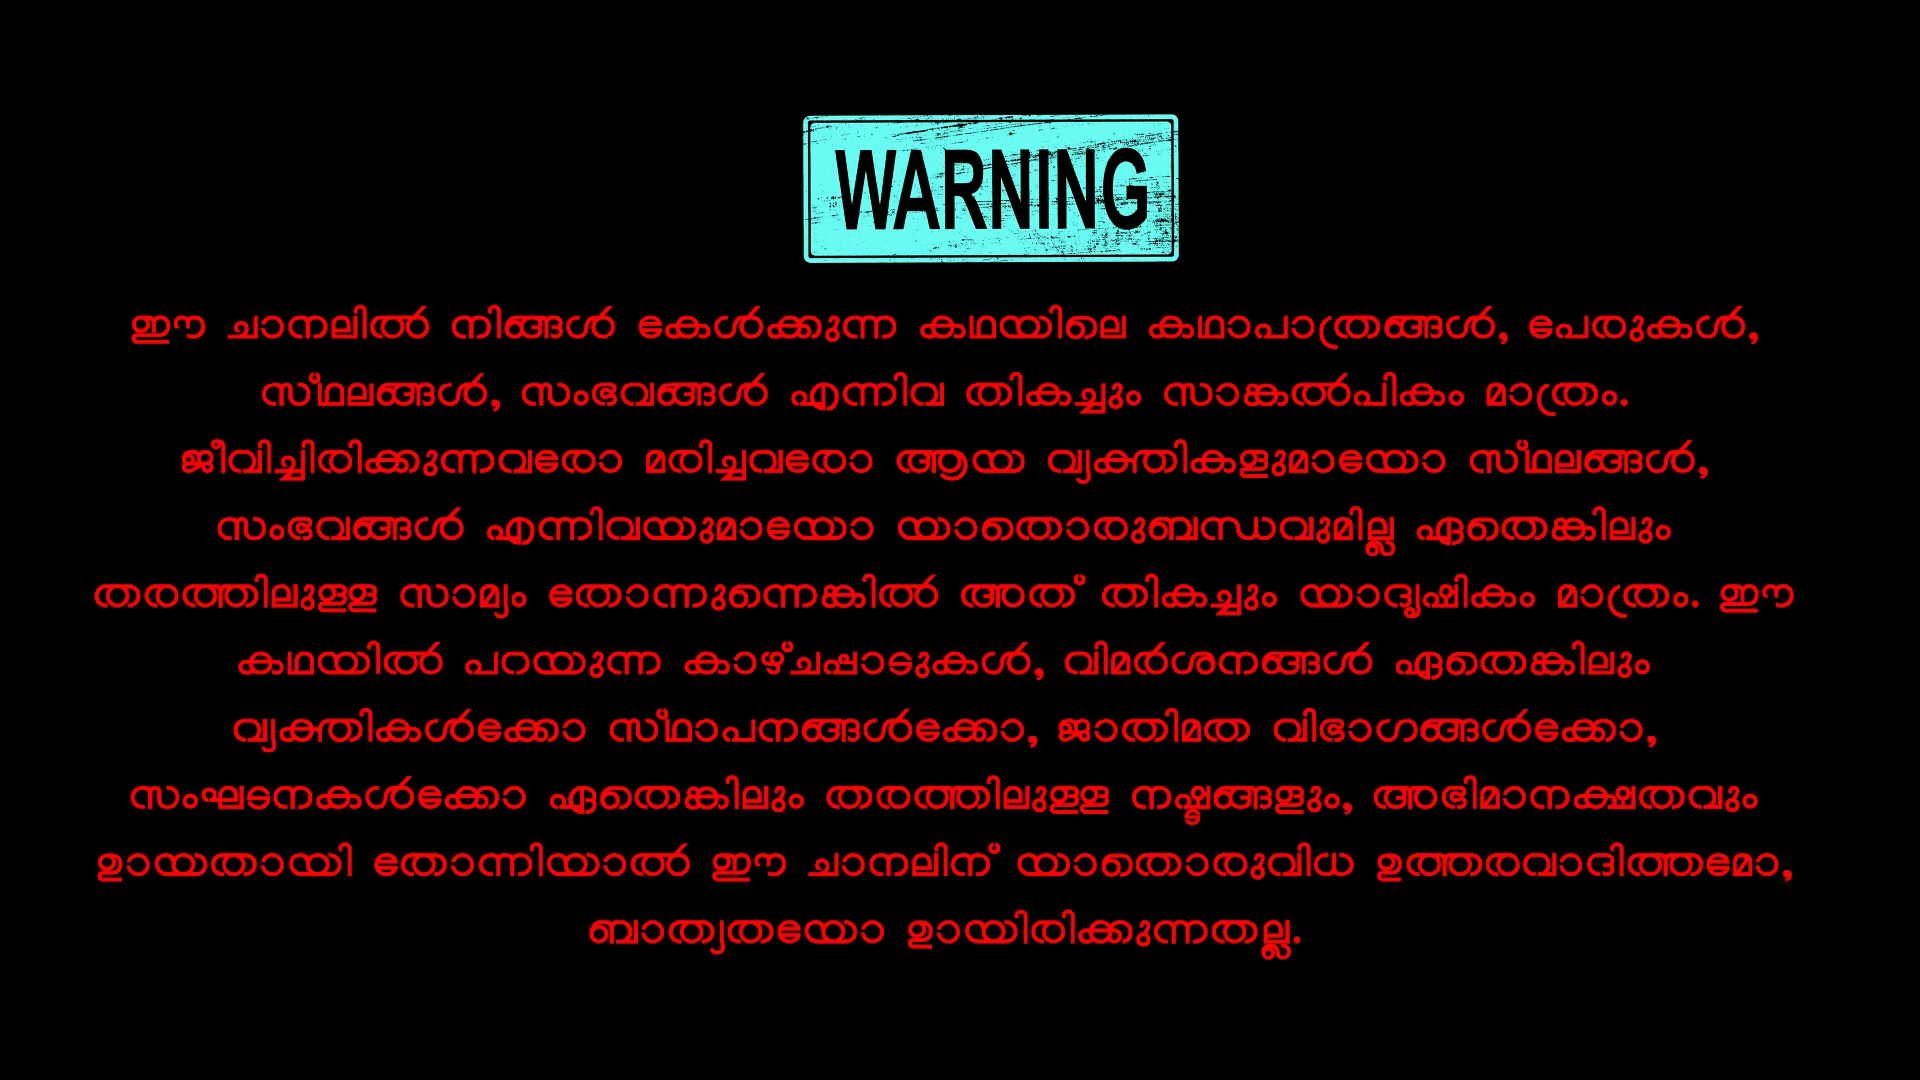 WARNING
ഈ ചാനലിൽ നിങ്ങൾ കേൾക്കുന്ന കഥയിലെ കഥാപാത്രങ്ങൾ, പേരുകൾ,
സ്ഥലങ്ങൾ, സംഭവങ്ങൾ എന്നിവ തികച്ചും സാങ്കൽപികം മാത്രം.
ജീവിച്ചിരിക്കുന്നവരോ മരിച്ചവരോ ആയ വ്യക്തികളുമായോ സ്ഥലങ്ങൾ,
സംഭവങ്ങൾ എന്നിവയുമായോ യാതൊരുബന്ധവുമില്ല ഏതെങ്കിലും
തരത്തിലുളള സാമ്യം തോന്നുന്നെങ്കിൽ അത് തികച്ചും യാദൃഷികം മാത്രം. ഈ
കഥയിൽ പറയുന്ന കാഴ്ചപ്പാടുകൾ, വിമർശനങ്ങൾ ഏതെങ്കിലും
വ്യക്തികൾക്കോ സ്ഥാപനങ്ങൾക്കോ, ജാതിമത വിഭാഗങ്ങൾക്കോ,
സംഘടനകൾക്കോ ഏതെങ്കിലും തരത്തിലുളള നഷ്ടങ്ങളും, അഭിമാനക്ഷതവും
ഉായതായി തോന്നിയാൽ ഈ ചാനലിന് യാതൊരുവിധ ഉത്തരവാദിത്തമോ,
ബാത്യതയോ ഉായിരിക്കുന്നതല്ല.